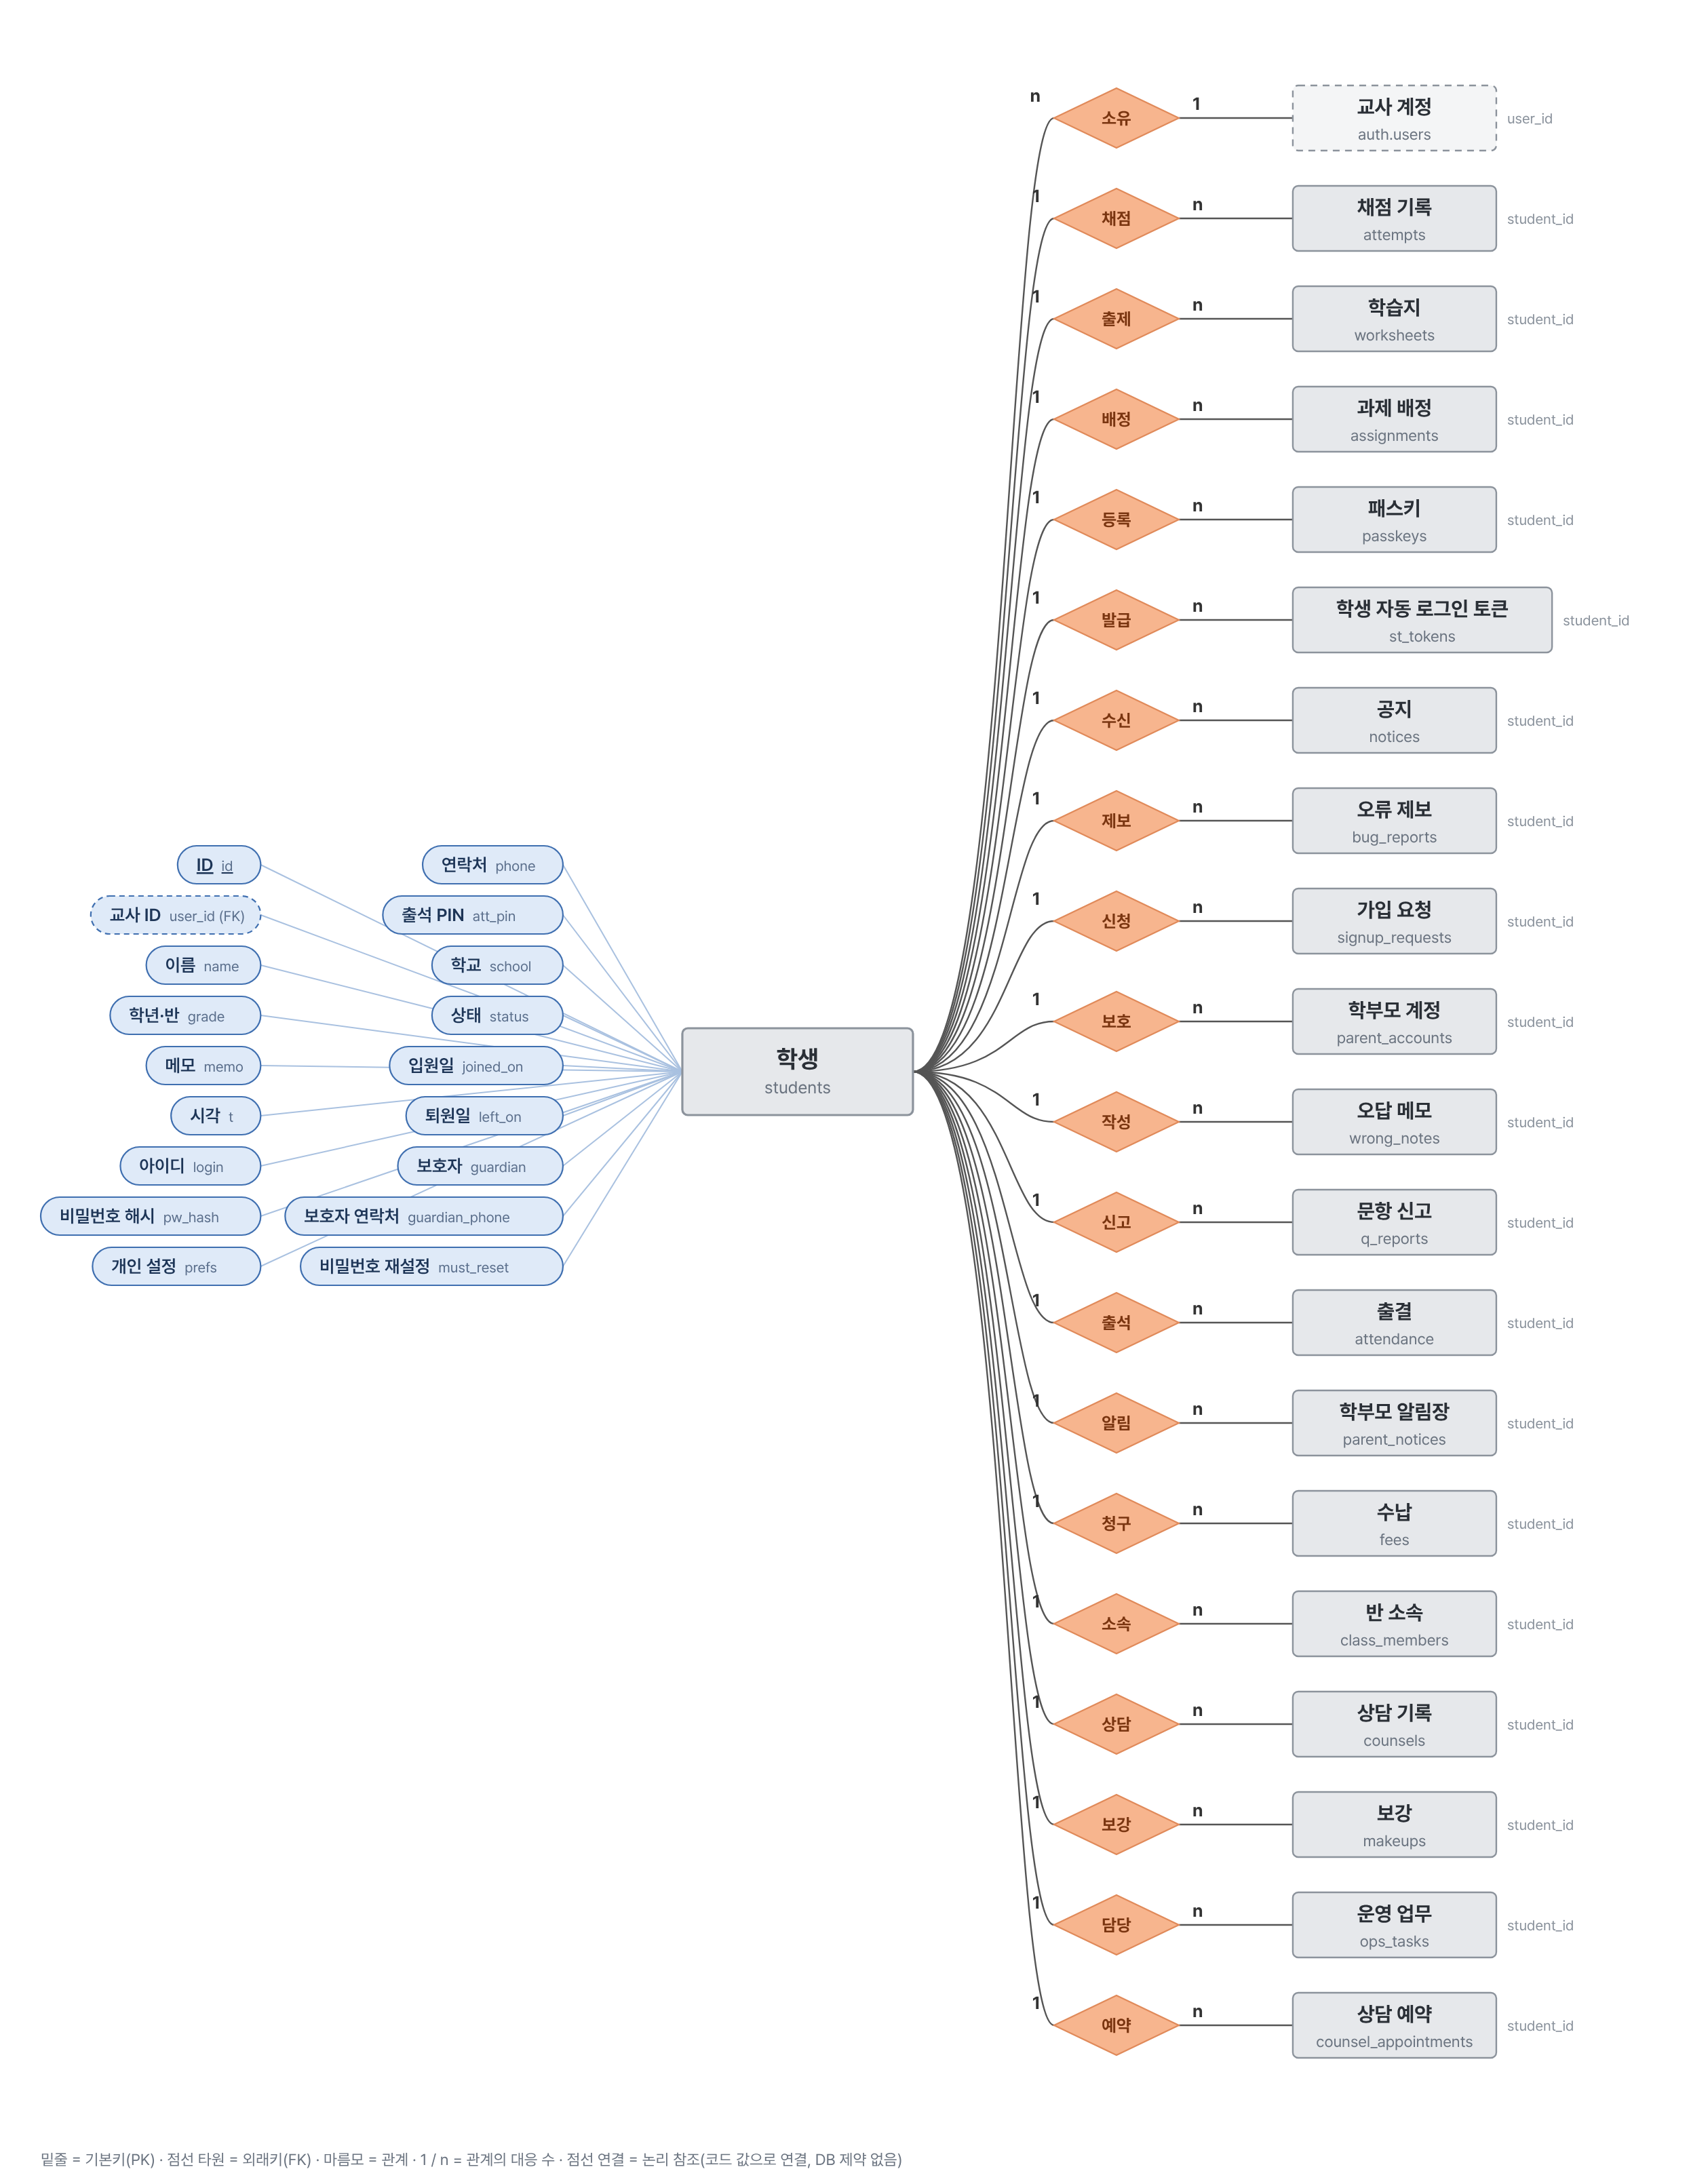 n
소유
1
교사 계정
auth.users
user_id
1
채점
n
채점 기록
attempts
student_id
1
출제
n
학습지
worksheets
student_id
1
배정
n
과제 배정
assignments
student_id
1
등록
n
패스키
passkeys
student_id
1
발급
n
학생 자동 로그인 토큰
st_tokens
student_id
1
수신
n
공지
notices
student_id
1
제보
n
오류 제보
bug_reports
student_id
1
신청
n
가입 요청
signup_requests
student_id
1
보호
n
학부모 계정
parent_accounts
student_id
1
작성
n
오답 메모
wrong_notes
student_id
1
신고
n
문항 신고
q_reports
student_id
1
출석
n
출결
attendance
student_id
1
알림
n
학부모 알림장
parent_notices
student_id
1
청구
n
수납
fees
student_id
1
소속
n
반 소속
class_members
student_id
1
상담
n
상담 기록
counsels
student_id
1
보강
n
보강
makeups
student_id
1
담당
n
운영 업무
ops_tasks
student_id
1
예약
n
상담 예약
counsel_appointments
student_id
ID id
교사 ID user_id (FK)
이름 name
학년·반 grade
메모 memo
시각 t
아이디 login
비밀번호 해시 pw_hash
개인 설정 prefs
연락처 phone
출석 PIN att_pin
학교 school
상태 status
입원일 joined_on
퇴원일 left_on
보호자 guardian
보호자 연락처 guardian_phone
비밀번호 재설정 must_reset
학생
students
밑줄 = 기본키(PK) · 점선 타원 = 외래키(FK) · 마름모 = 관계 · 1 / n = 관계의 대응 수 · 점선 연결 = 논리 참조(코드 값으로 연결, DB 제약 없음)